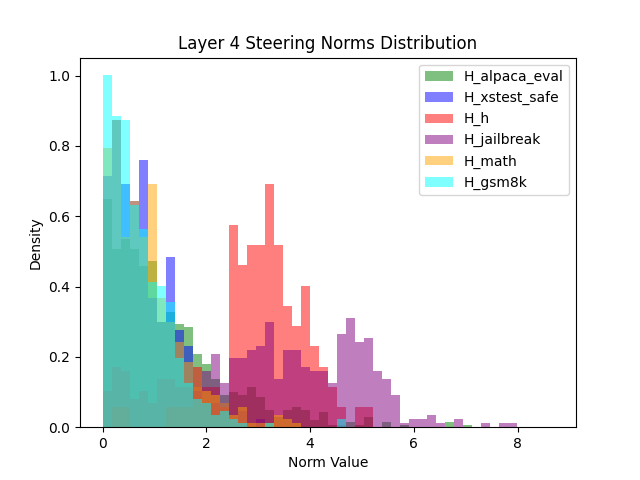 Layer 4 Steering Norms Distribution
H_alpaca_eval
H_xstest_safe
H_h
H_jailbreak
H_math
H_gsm8k
1.0
0.8
0.6
0.4
0.2
0.0
Density
0
2
4
6
8
Norm Value